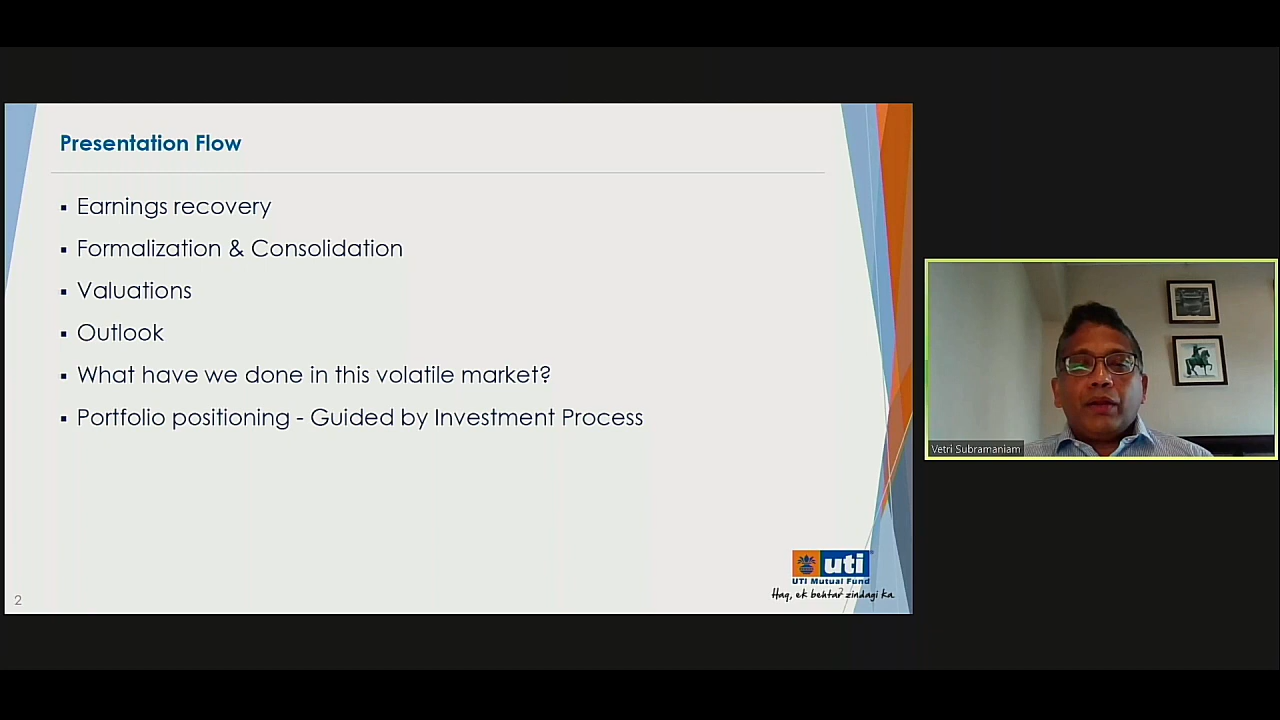 Presentation Flow
▪ Earnings recovery
▪ Formalization & Consolidation
▪ Valuations
▪ Outlook
▪ What have we done in this volatile market?
▪ Portfolio positioning - Guided by Investment Process
2
uti
UTI Mutual Fund
Haq, ek behtar zindagi ka
Vetri Subramaniam